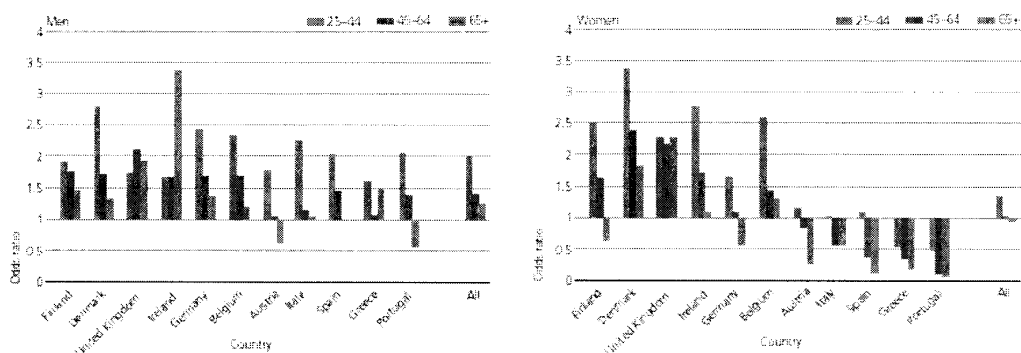 Men 25–44 45–64 65+
4
3.5
3
2.5
2
1.5
1
0.5
0
Odds ratio
Finland Denmark United Kingdom Ireland Germany Belgium Austria Italy Spain Greece Portugal All
Country
Women 25–44 45–64 65+
4
3.5
3
2.5
2
1.5
1
0.5
0
Odds ratio
Finland Denmark United Kingdom Ireland Germany Belgium Austria Italy Spain Greece Portugal All
Country